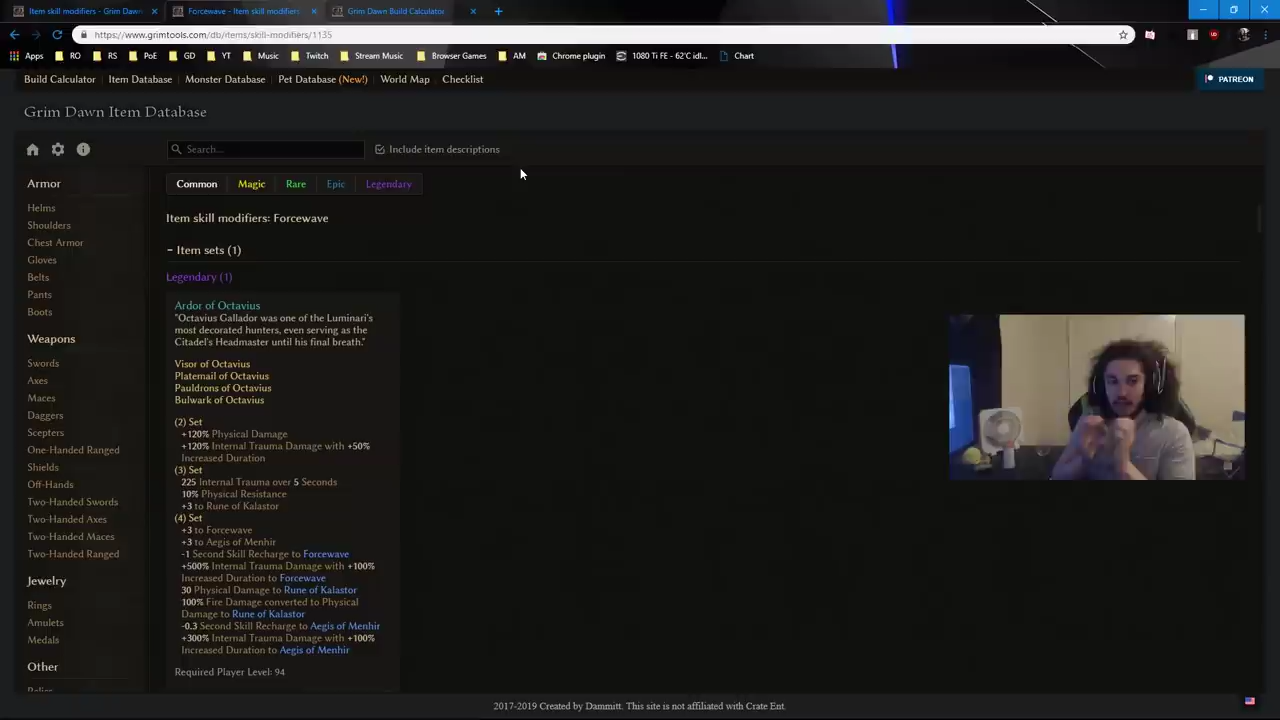 Item skill modifiers - Grim Dawn
Forcewave - Item skill modifiers
Grim Dawn Build Calculator
https://www.grimtools.com/db/items/skill-modifiers/1135
Apps
RO
RS
PoE
GD
YT
Music
Twitch
Stream Music
Browser Games
AM
Chrome plugin
1080 Ti FE - 62°C idl...
Chart
Build Calculator
Item Database
Monster Database
Pet Database (New!)
World Map
Checklist
PATREON
Grim Dawn Item Database
Search...
Include item descriptions
Armor
Helms
Shoulders
Chest Armor
Gloves
Belts
Pants
Boots
Weapons
Swords
Axes
Maces
Daggers
Scepters
One-Handed Ranged
Shields
Off-Hands
Two-Handed Swords
Two-Handed Axes
Two-Handed Maces
Two-Handed Ranged
Jewelry
Rings
Amulets
Medals
Other
Relics
Common
Magic
Rare
Epic
Legendary
Item skill modifiers: Forcewave
- Item sets (1)
Legendary (1)
Ardor of Octavius
"Octavius Gallador was one of the Luminari's
most decorated hunters, even serving as the
Citadel's Headmaster until his final breath."
Visor of Octavius
Platemail of Octavius
Pauldrons of Octavius
Bulwark of Octavius
(2) Set
+120% Physical Damage
+120% Internal Trauma Damage with +50%
Increased Duration
(3) Set
225 Internal Trauma over 5 Seconds
10% Physical Resistance
+3 to Rune of Kalastor
(4) Set
+3 to Forcewave
+3 to Aegis of Menhir
-1 Second Skill Recharge to Forcewave
+500% Internal Trauma Damage with +100%
Increased Duration to Forcewave
30 Physical Damage to Rune of Kalastor
100% Fire Damage converted to Physical
Damage to Rune of Kalastor
-0.3 Second Skill Recharge to Aegis of Menhir
+300% Internal Trauma Damage with +100%
Increased Duration to Aegis of Menhir
Required Player Level: 94
2017-2019 Created by Dammitt. This site is not affiliated with Crate Ent.